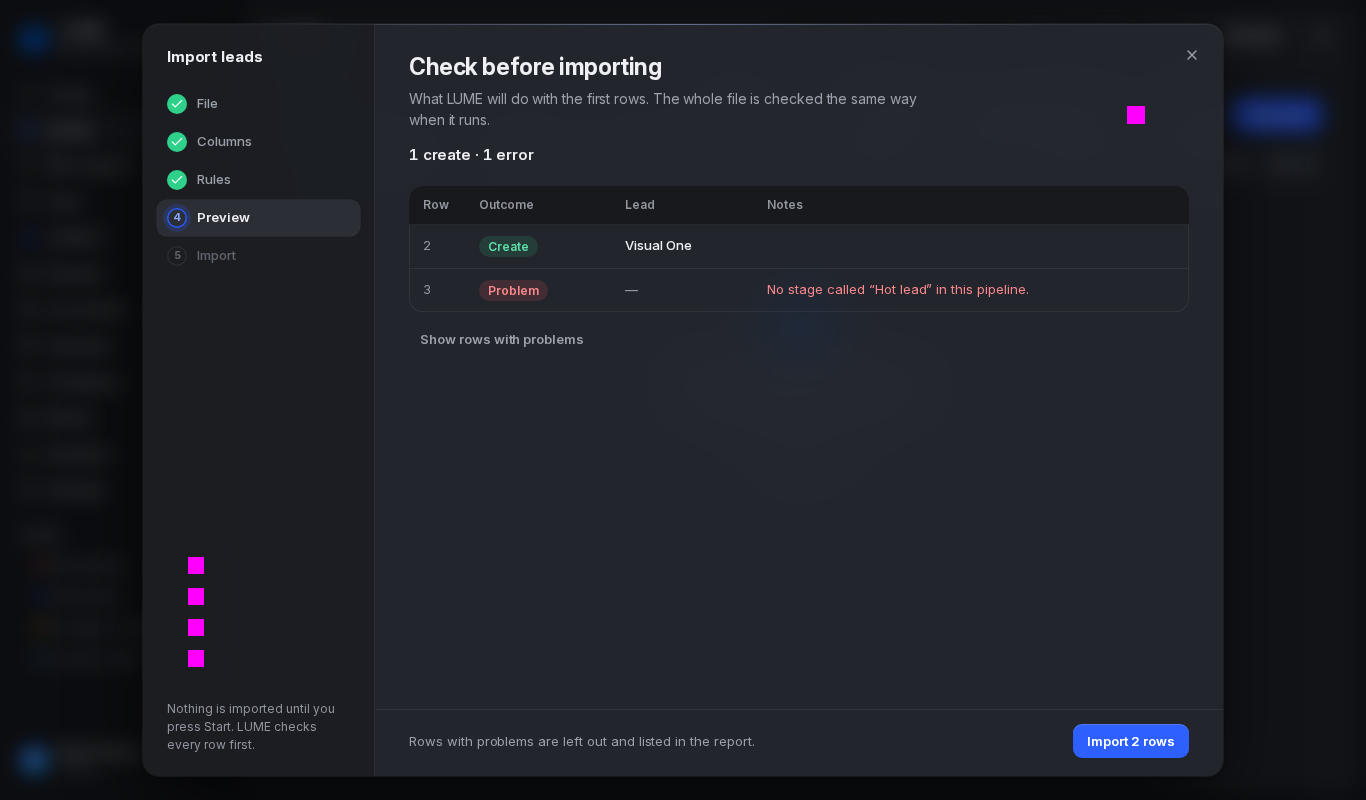 Import leads
File
Columns
Rules
4 Preview
5 Import
Nothing is imported until you
press Start. LUME checks
every row first.
Check before importing
What LUME will do with the first rows. The whole file is checked the same way
when it runs.
1 create · 1 error
Row Outcome Lead Notes
2 Create Visual One
3 Problem — No stage called “Hot lead” in this pipeline.
Show rows with problems
Rows with problems are left out and listed in the report.
Import 2 rows